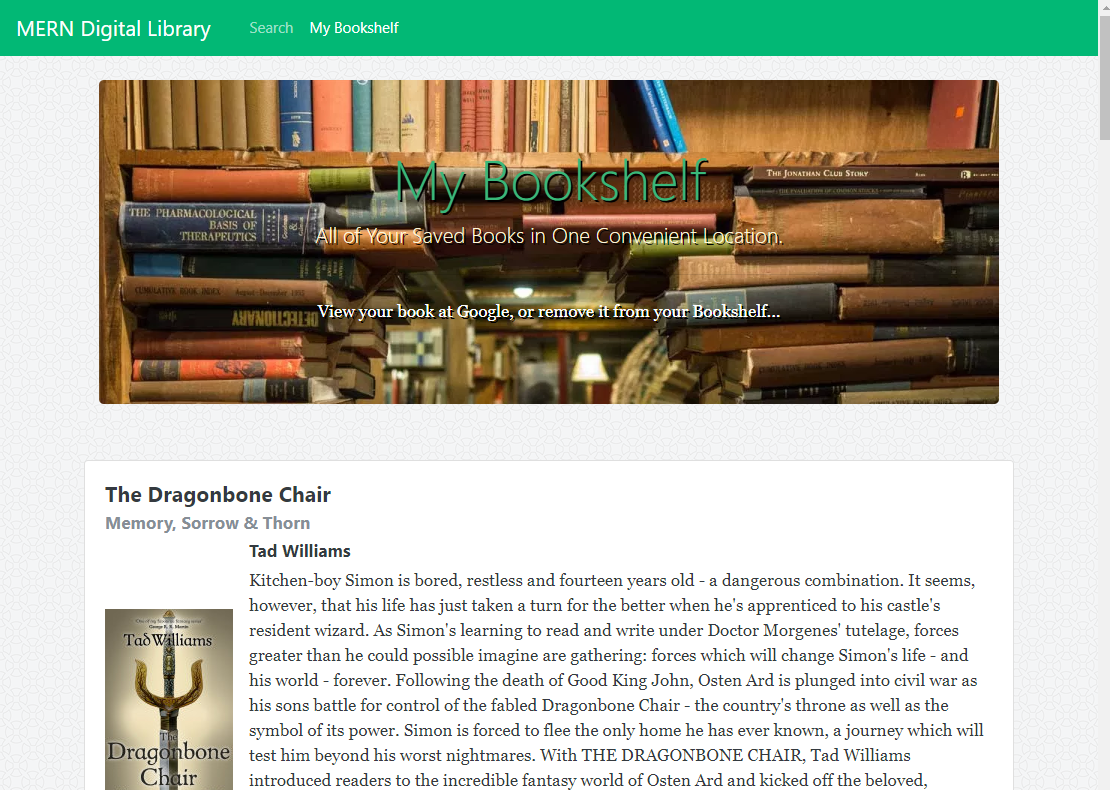 MERN Digital Library Search My Bookshelf
My Bookshelf
All of Your Saved Books in One Convenient Location.
View your book at Google, or remove it from your Bookshelf...
THE JONATHAN CLUB STORY
THE PHARMACOLOGICAL
BASIS OF
THERAPEUTICS
CUMULATIVE BOOK INDEX August - December 1955
DICTIONARY
The Dragonbone Chair
Memory, Sorrow & Thorn
Tad Williams
Kitchen-boy Simon is bored, restless and fourteen years old - a dangerous combination. It seems,
however, that his life has just taken a turn for the better when he's apprenticed to his castle's
resident wizard. As Simon's learning to read and write under Doctor Morgenes' tutelage, forces
greater than he could possible imagine are gathering: forces which will change Simon's life - and
his world - forever. Following the death of Good King John, Osten Ard is plunged into civil war as
his sons battle for control of the fabled Dragonbone Chair - the country's throne as well as the
symbol of its power. Simon is forced to flee the only home he has ever known, a journey which will
test him beyond his worst nightmares. With THE DRAGONBONE CHAIR, Tad Williams
introduced readers to the incredible fantasy world of Osten Ard and kicked off the beloved,
George R. R. Martin
Tad Williams
The
Dragonbone
Chair